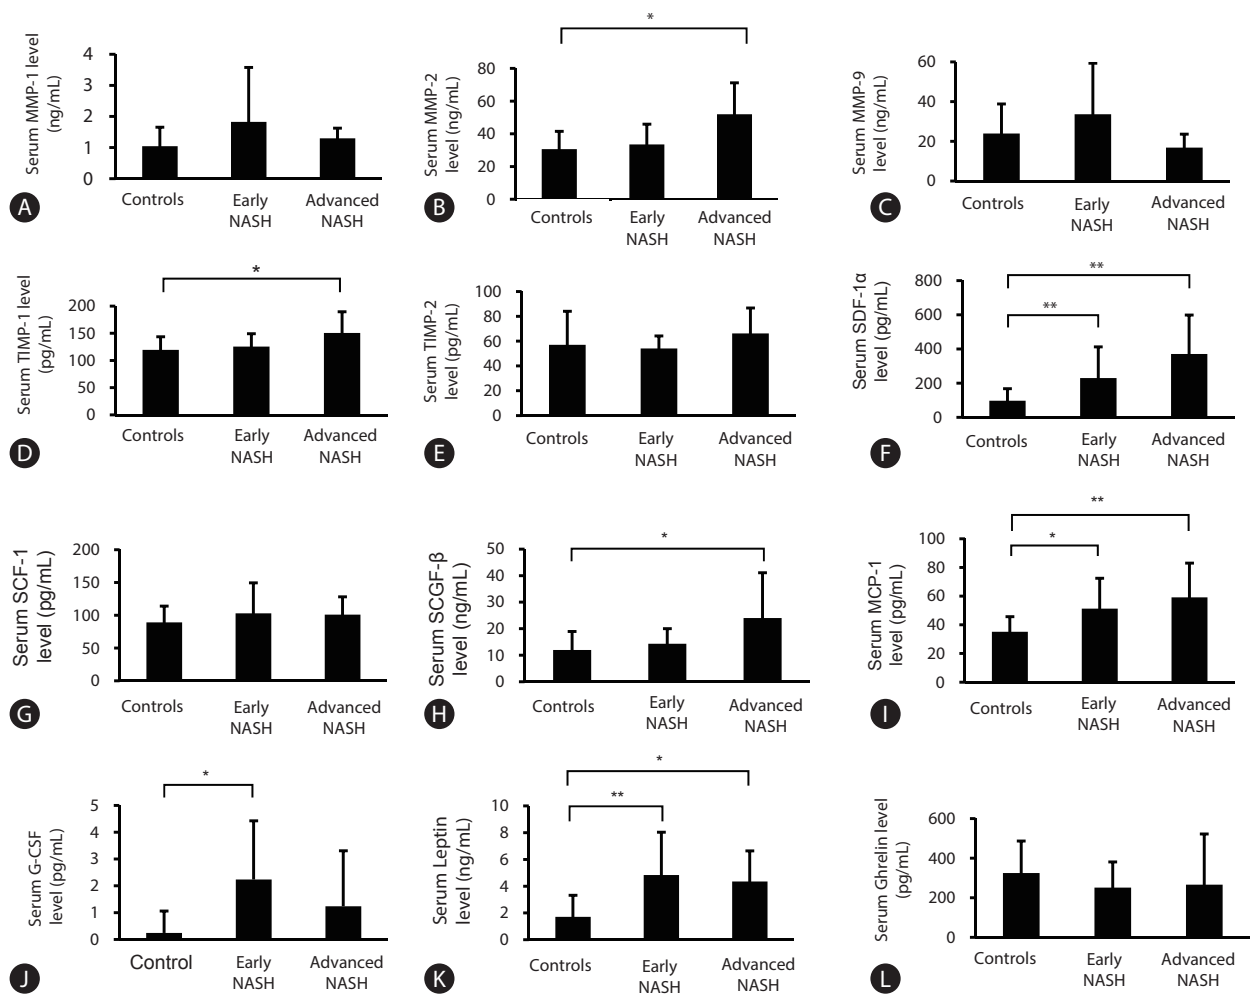 Serum MMP-1 level
(ng/mL)
4
3
2
1
0
Controls
Early
NASH
Advanced
NASH
A
*
Serum MMP-2
level (ng/mL)
80
60
40
20
0
Controls
Early
NASH
Advanced
NASH
B
Serum MMP-9
level (ng/mL)
60
40
20
0
Controls
Early
NASH
Advanced
NASH
C
*
Serum TIMP-1 level
(pg/mL)
200
150
100
50
0
Controls
Early
NASH
Advanced
NASH
D
Serum TIMP-2
level (pg/mL)
100
80
60
40
20
0
Controls
Early
NASH
Advanced
NASH
E
**
**
Serum SDF-1α
level (pg/mL)
800
600
400
200
0
Controls
Early
NASH
Advanced
NASH
F
Serum SCF-1
level (pg/mL)
200
150
100
50
0
Controls
Early
NASH
Advanced
NASH
G
*
Serum SCGF-β
level (ng/mL)
50
40
30
20
10
0
Controls
Early
NASH
Advanced
NASH
H
**
*
Serum MCP-1
level (pg/mL)
100
80
60
40
20
0
Controls
Early
NASH
Advanced
NASH
I
*
Serum G-CSF
level (pg/mL)
5
4
3
2
1
0
Control
Early
NASH
Advanced
NASH
J
*
**
Serum Leptin
level (ng/mL)
10
8
6
4
2
0
Controls
Early
NASH
Advanced
NASH
K
Serum Ghrelin level
(pg/mL)
600
400
200
0
Controls
Early
NASH
Advanced
NASH
L